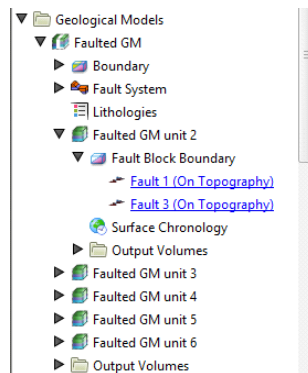 Geological Models
Faulted GM
Boundary
Fault System
Lithologies
Faulted GM unit 2
Fault Block Boundary
Fault 1 (On Topography)
Fault 3 (On Topography)
Surface Chronology
Output Volumes
Faulted GM unit 3
Faulted GM unit 4
Faulted GM unit 5
Faulted GM unit 6
Output Volumes